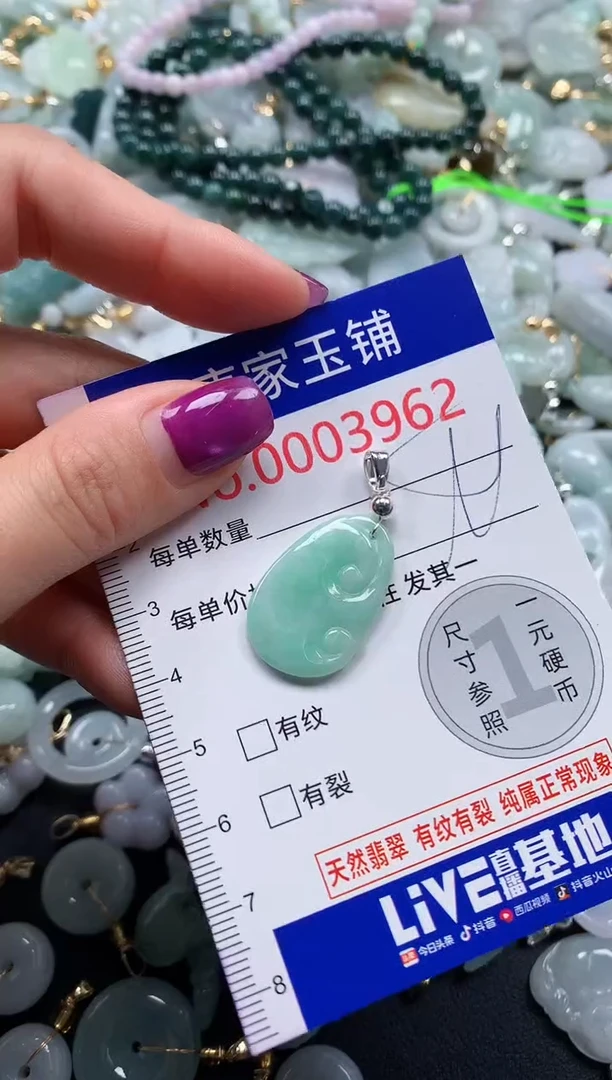 家玉铺
No.0003962
每单数量
每单价
发其一
2
3
4
5
6
7
8
有纹
有裂
尺寸参照
1
一元硬币
天然翡翠 有纹有裂 纯属正常现象
LiVE直播基地
今日头条 抖音 西瓜视频 抖音火山